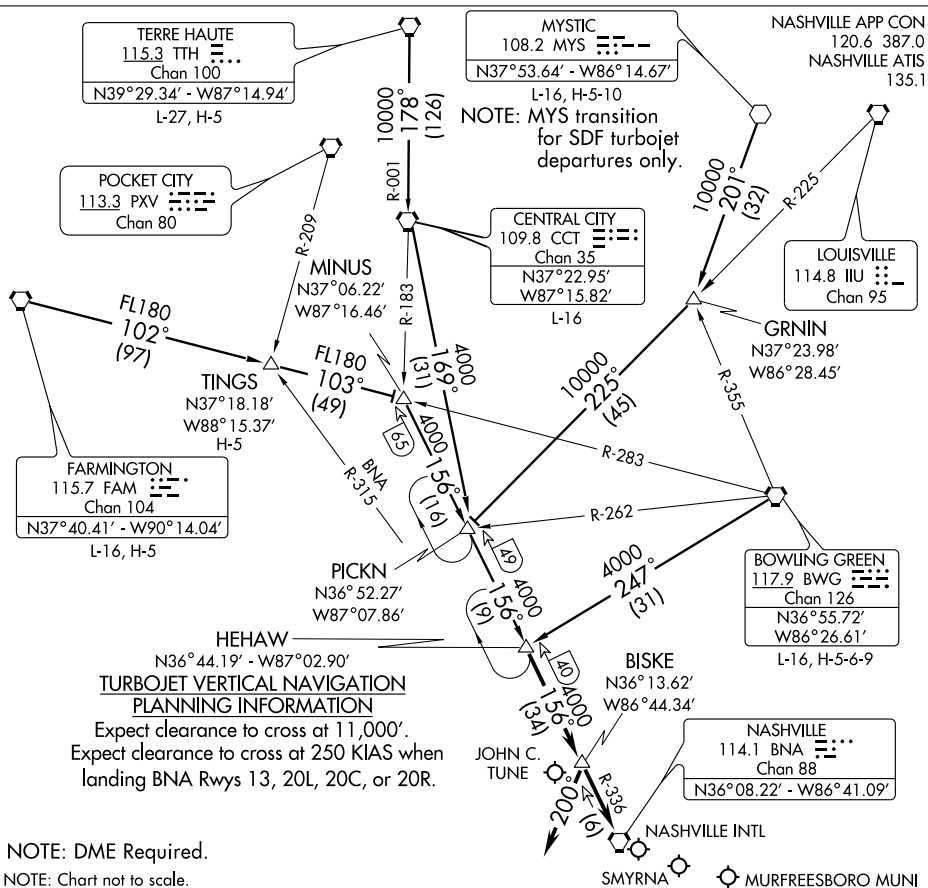 TERRE HAUTE
115.3 TTH
Chan 100
N39°29.34' - W87°14.94'
L-27, H-5
MYSTIC
108.2 MYS
N37°53.64' - W86°14.67'
L-16, H-5-10
NOTE: MYS transition
for SDF turbojet
departures only.
NASHVILLE APP CON
120.6 387.0
NASHVILLE ATIS
135.1
10000
178°
(126)
R-001
POCKET CITY
113.3 PXV
Chan 80
R-209
CENTRAL CITY
109.8 CCT
Chan 35
N37°22.95'
W87°15.82'
L-16
10000
201°
(32)
R-225
LOUISVILLE
114.8 IIU
Chan 95
MINUS
N37°06.22'
W87°16.46'
R-183
4000
169°
(31)
GRNIN
N37°23.98'
W86°28.45'
FL180
102°
(97)
TINGS
N37°18.18'
W88°15.37'
H-5
FL180
103°
(49)
10000
225°
(45)
R-355
FARMINGTON
115.7 FAM
Chan 104
N37°40.41' - W90°14.04'
L-16, H-5
BNA
R-315
65
4000
156°
(16)
R-283
R-262
PICKN
N36°52.27'
W87°07.86'
49
4000
156°
(9)
4000
247°
(31)
BOWLING GREEN
117.9 BWG
Chan 126
N36°55.72'
W86°26.61'
L-16, H-5-6-9
HEHAW
N36°44.19' - W87°02.90'
TURBOJET VERTICAL NAVIGATION
PLANNING INFORMATION
Expect clearance to cross at 11,000'.
Expect clearance to cross at 250 KIAS when
landing BNA Rwys 13, 20L, 20C, or 20R.
40
4000
156°
(34)
BISKE
N36°13.62'
W86°44.34'
JOHN C.
TUNE
200°
(6)
R-336
NASHVILLE
114.1 BNA
Chan 88
N36°08.22' - W86°41.09'
NASHVILLE INTL
SMYRNA
MURFREESBORO MUNI
NOTE: DME Required.
NOTE: Chart not to scale.